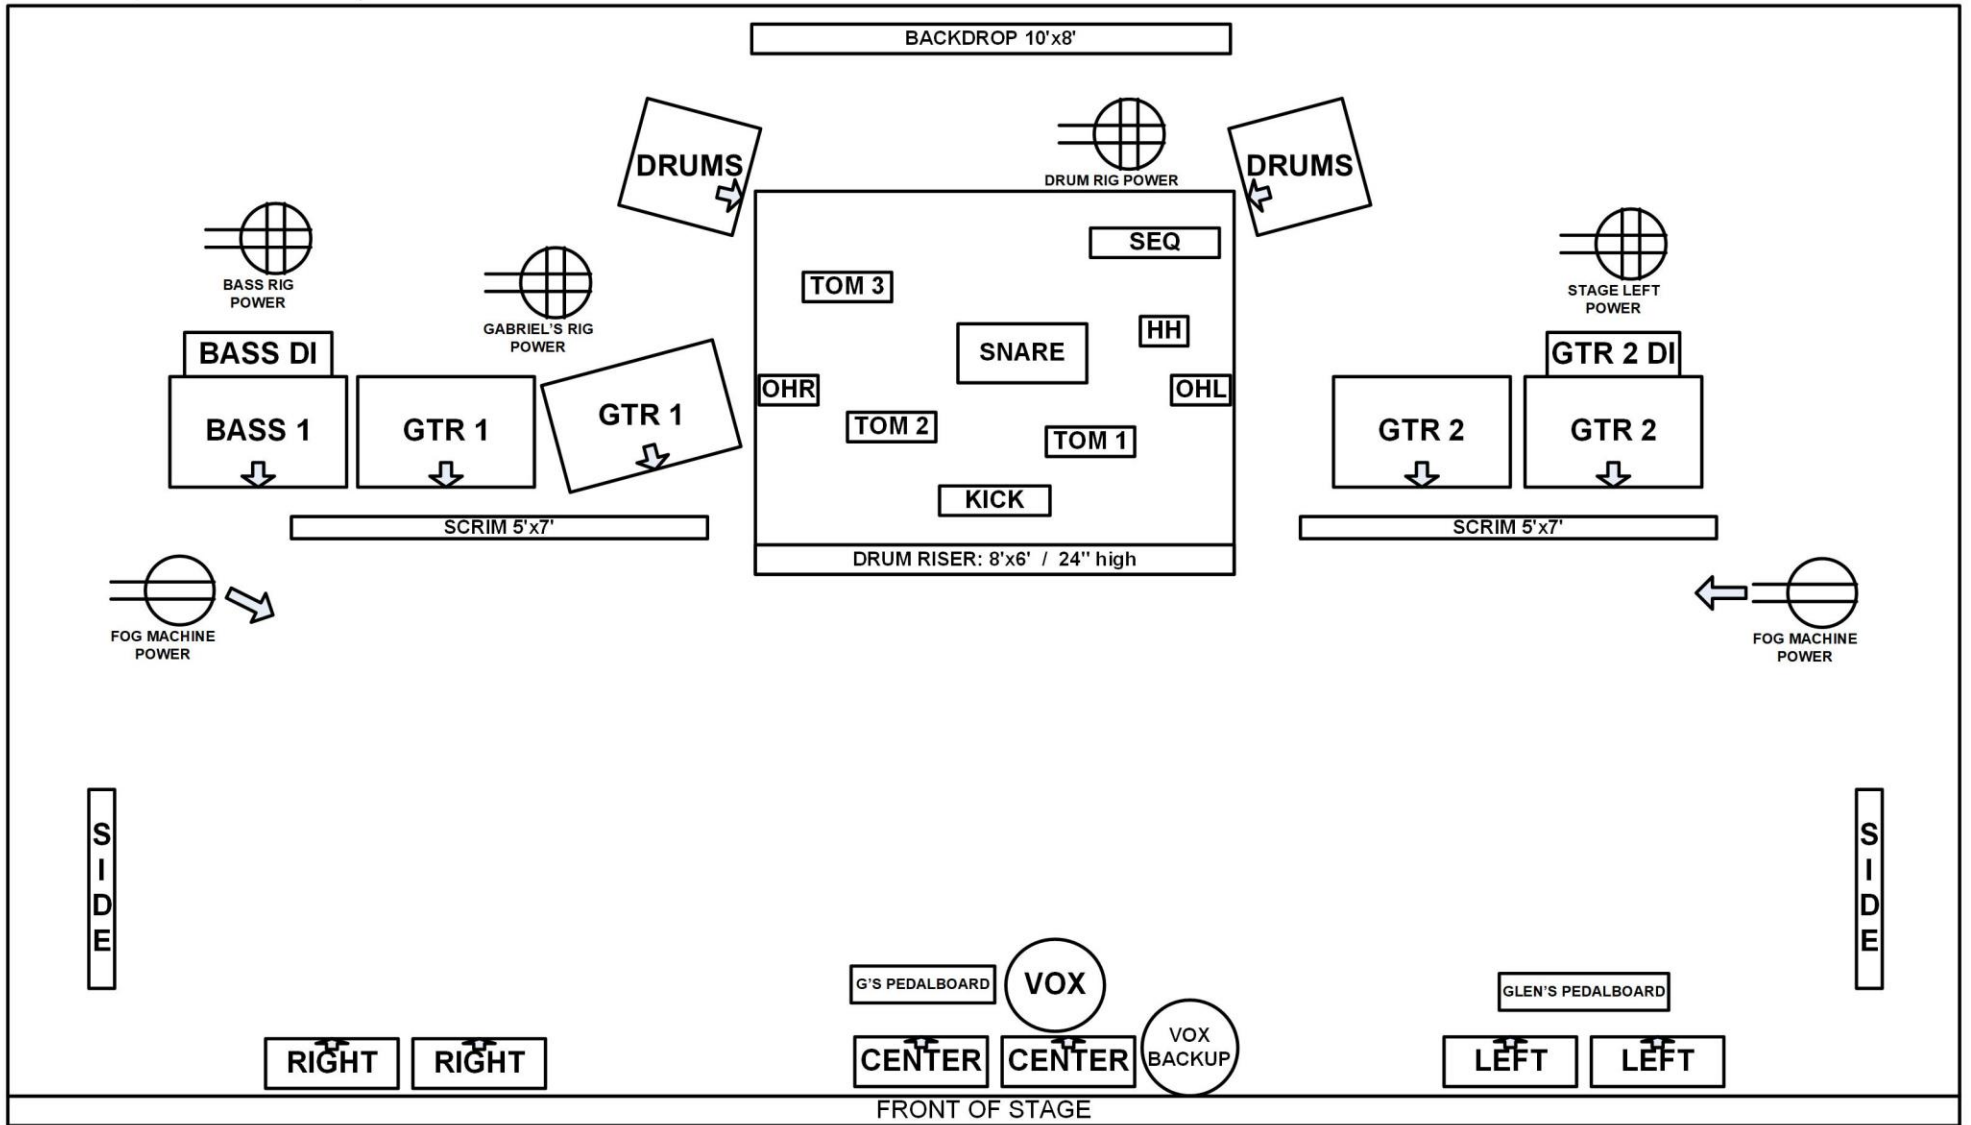 BACKDROP 10'x8'
DRUMS
DRUM RIG POWER
DRUMS
BASS RIG
POWER
GABRIEL'S RIG
POWER
STAGE LEFT
POWER
SEQ
TOM 3
HH
SNARE
OHR
OHL
TOM 2
TOM 1
KICK
DRUM RISER: 8'x6' / 24" high
BASS DI
BASS 1
GTR 1
GTR 1
GTR 2 DI
GTR 2
GTR 2
SCRIM 5'x7'
SCRIM 5'x7'
FOG MACHINE
POWER
FOG MACHINE
POWER
SIDE
SIDE
G'S PEDALBOARD
VOX
GLEN'S PEDALBOARD
RIGHT
RIGHT
CENTER
CENTER
VOX
BACKUP
LEFT
LEFT
FRONT OF STAGE